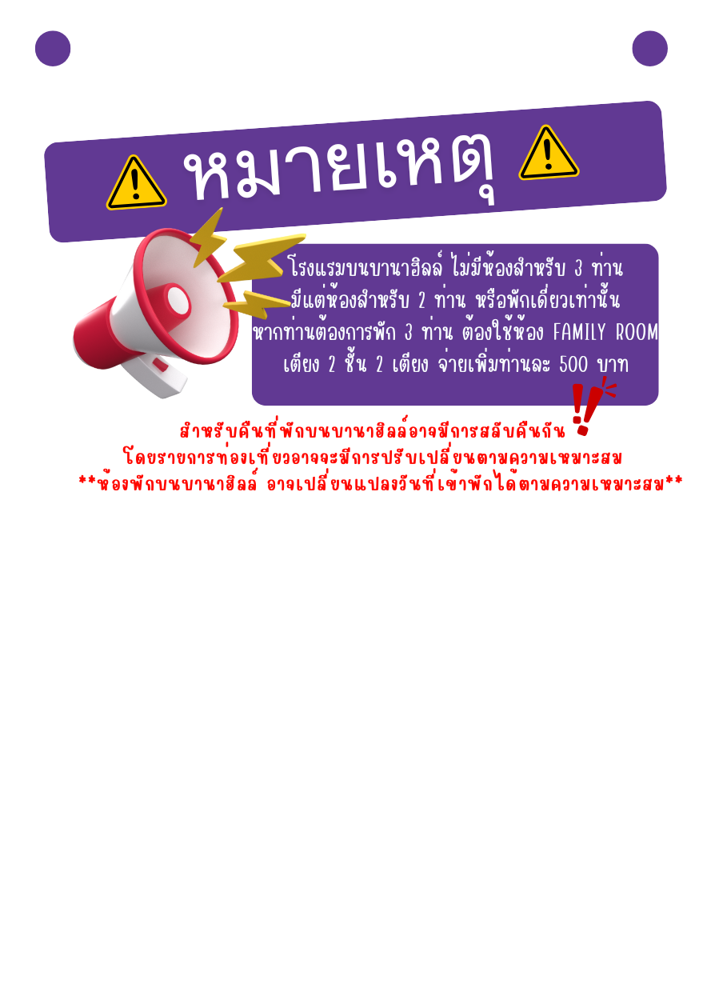 หมายเหตุ
โรงแรมบนบานาฮิลล์ ไม่มีห้องสำหรับ 3 ท่าน
มีแต่ห้องสำหรับ 2 ท่าน หรือพักเดี่ยวเท่านั้น
หากท่านต้องการพัก 3 ท่าน ต้องใช้ห้อง FAMILY ROOM
เตียง 2 ชั้น 2 เตียง จ่ายเพิ่มท่านละ 500 บาท
สำหรับคืนที่พักบนบานาฮิลล์อาจมีการสลับคืนกัน
โดยรายการท่องเที่ยวอาจจะมีการปรับเปลี่ยนตามความเหมาะสม
**ห้องพักบนบานาฮิลล์ อาจเปลี่ยนแปลงวันที่เข้าพักได้ตามความเหมาะสม**